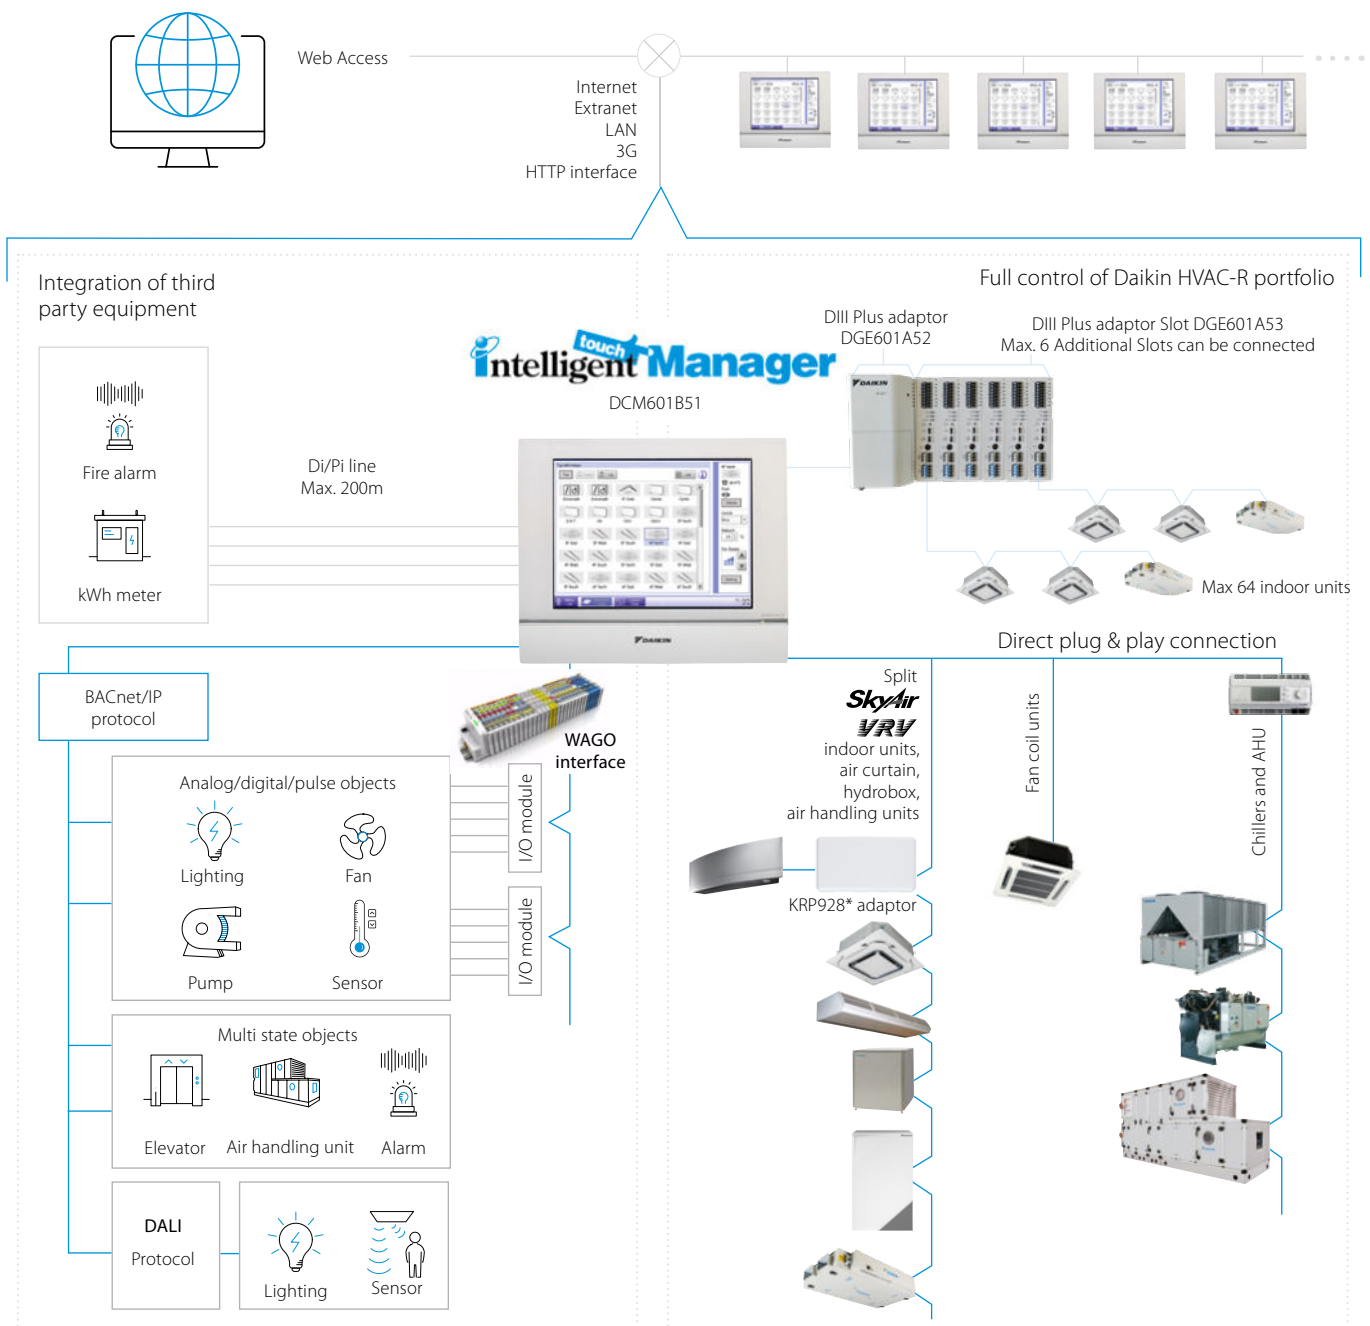 Web Access
Internet
Extranet
LAN
3G
HTTP interface
Integration of third
party equipment
Full control of Daikin HVAC-R portfolio
DIII Plus adaptor
DGE601A52
DIII Plus adaptor Slot DGE601A53
Max. 6 Additional Slots can be connected
intelligent touch Manager
DCM601B51
DAIKIN
Fire alarm
Di/Pi line
Max. 200m
kWh meter
Max 64 indoor units
DAIKIN
Direct plug & play connection
BACnet/IP
protocol
WAGO
interface
Split
SkyAir
VRV
indoor units,
air curtain,
hydrobox,
air handling units
Fan coil units
Chillers and AHU
Analog/digital/pulse objects
Lighting
Fan
Pump
Sensor
I/O module
I/O module
KRP928* adaptor
Multi state objects
Elevator
Air handling unit
Alarm
DALI
Protocol
Lighting
Sensor